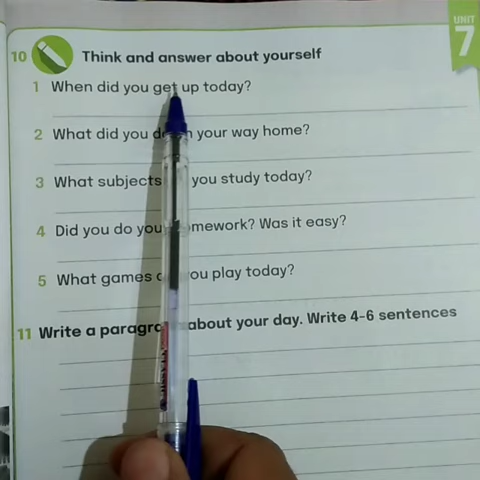 UNIT
7
10 Think and answer about yourself
1 When did you get up today?
2 What did you your way home?
3 What subjects you study today?
4 Did you do you mework? Was it easy?
5 What games ou play today?
11 Write a paragra about your day. Write 4-6 sentences